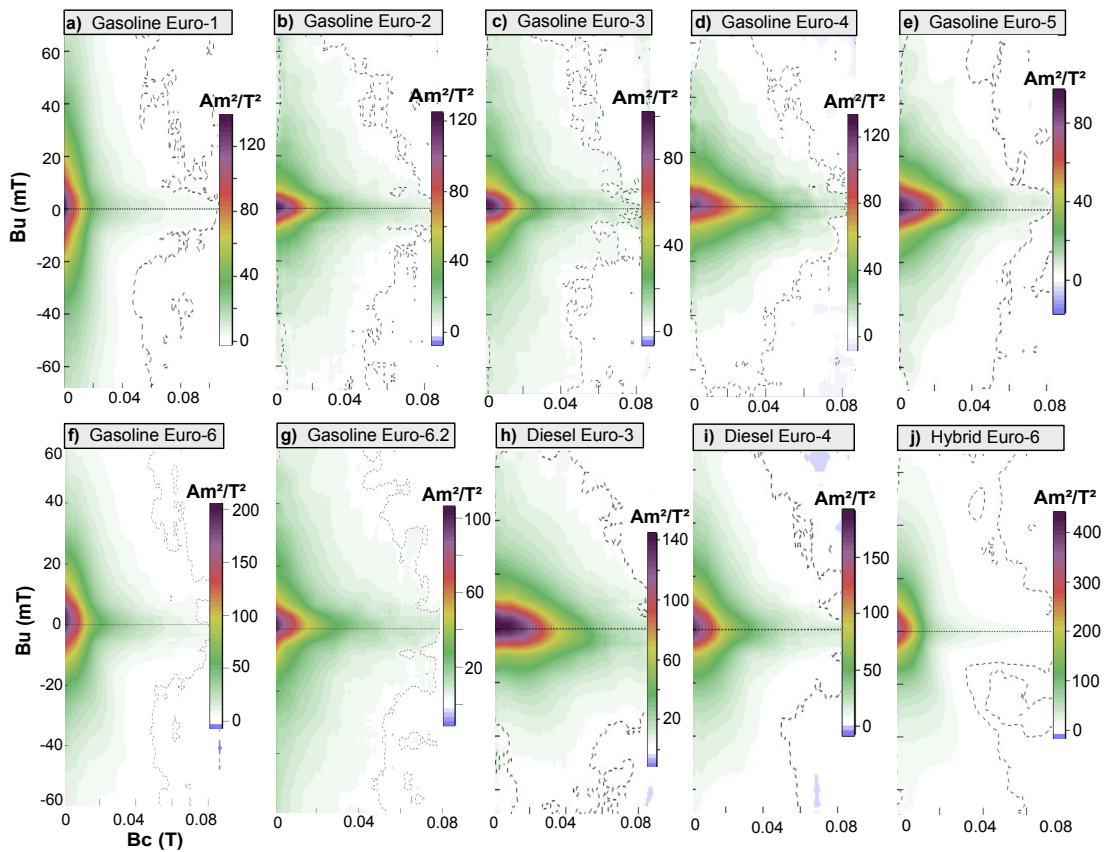 a) Gasoline Euro-1
b) Gasoline Euro-2
c) Gasoline Euro-3
d) Gasoline Euro-4
e) Gasoline Euro-5
Am²/T² Am²/T² Am²/T² Am²/T² Am²/T²
60
40
20
0
-20
-40
-60
Bu (mT)
120
100
80
60
40
20
0
120
80
40
0
80
40
0
120
80
40
0
80
40
0
0 0.04 0.08
0 0.04 0.08
0 0.04 0.08
0 0.04 0.08
0 0.04 0.08
f) Gasoline Euro-6
g) Gasoline Euro-6.2
h) Diesel Euro-3
i) Diesel Euro-4
j) Hybrid Euro-6
Am²/T² Am²/T² Am²/T² Am²/T² Am²/T²
60
40
20
0
-20
-40
-60
Bu (mT)
200
150
100
50
0
100
80
60
40
20
140
120
100
80
60
40
20
150
100
50
0
400
300
200
100
0
0 0.04 0.08
0 0.04 0.08
0 0.04 0.08
0 0.04 0.08
0 0.04 0.08
Bc (T)